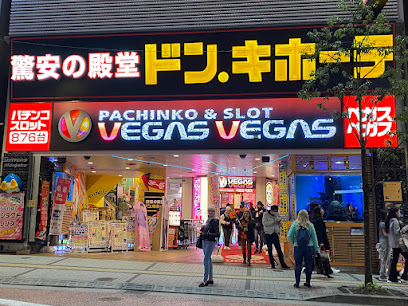 驚安の殿堂 ドン.キホーテ
パチンコ
スロット
876台
PACHINKO & SLOT
VEGAS VEGAS
ベガス
ベガス
VEGAS